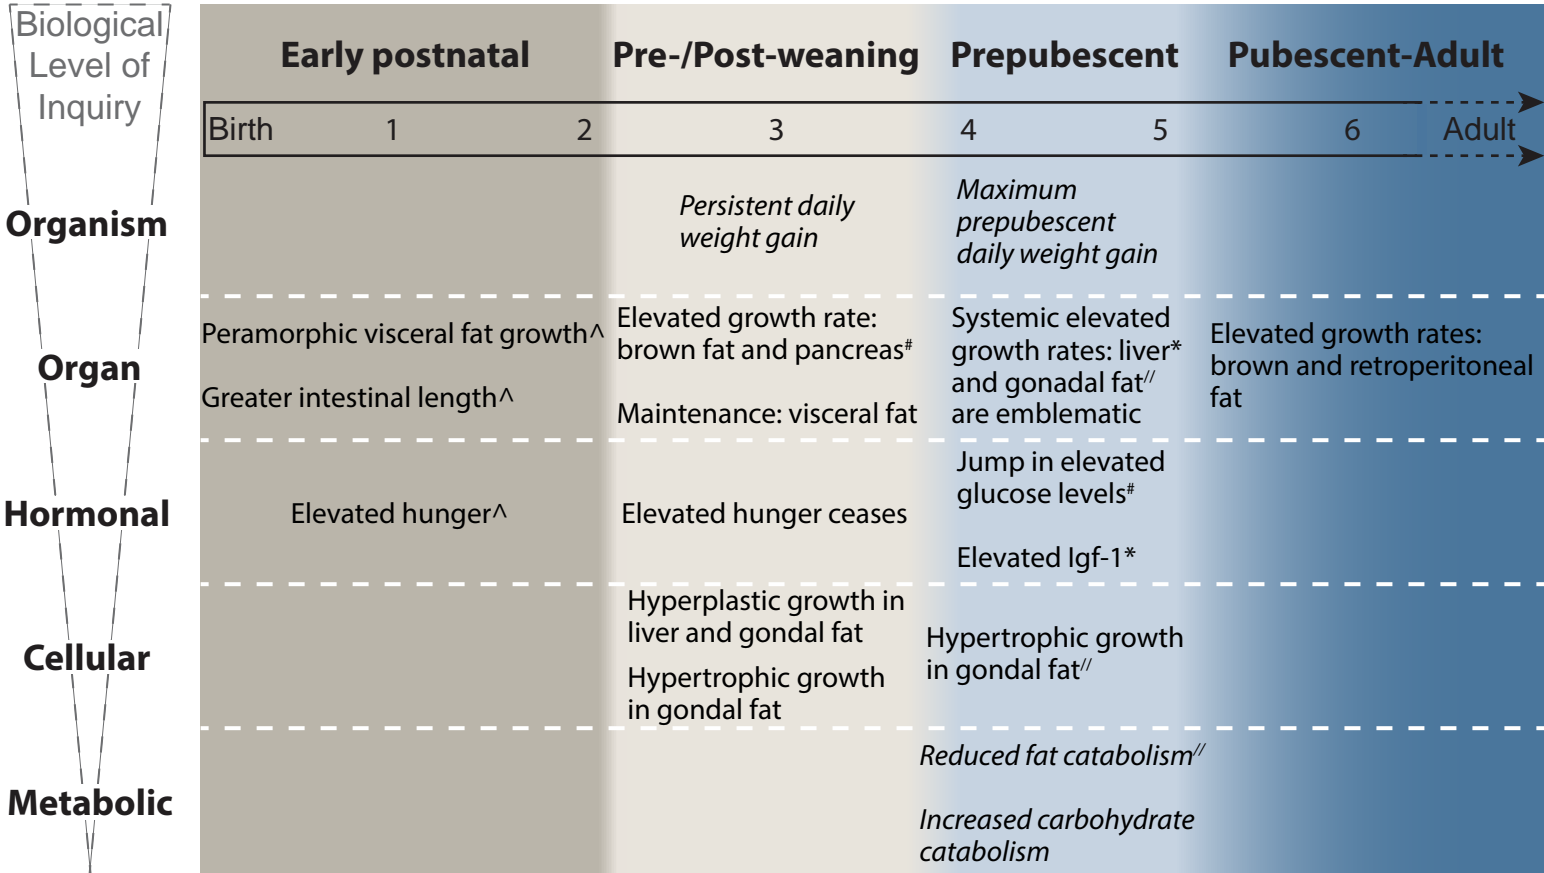 Biological
Level of
Inquiry
Early postnatal
Pre-/Post-weaning
Prepubescent
Pubescent-Adult
Birth 1 2 3 4 5 6 Adult
Organism
Persistent daily
weight gain
Maximum
prepubescent
daily weight gain
Organ
Peramorphic visceral fat growth^
Greater intestinal length^
Elevated growth rate:
brown fat and pancreas#
Maintenance: visceral fat
Systemic elevated
growth rates: liver*
and gonadal fat//
are emblematic
Elevated growth rates:
brown and retroperitoneal
fat
Hormonal
Elevated hunger^
Elevated hunger ceases
Jump in elevated
glucose levels#
Elevated Igf-1*
Cellular
Hyperplastic growth in
liver and gondal fat
Hypertrophic growth
in gondal fat
Hypertrophic growth
in gondal fat//
Metabolic
Reduced fat catabolism//
Increased carbohydrate
catabolism